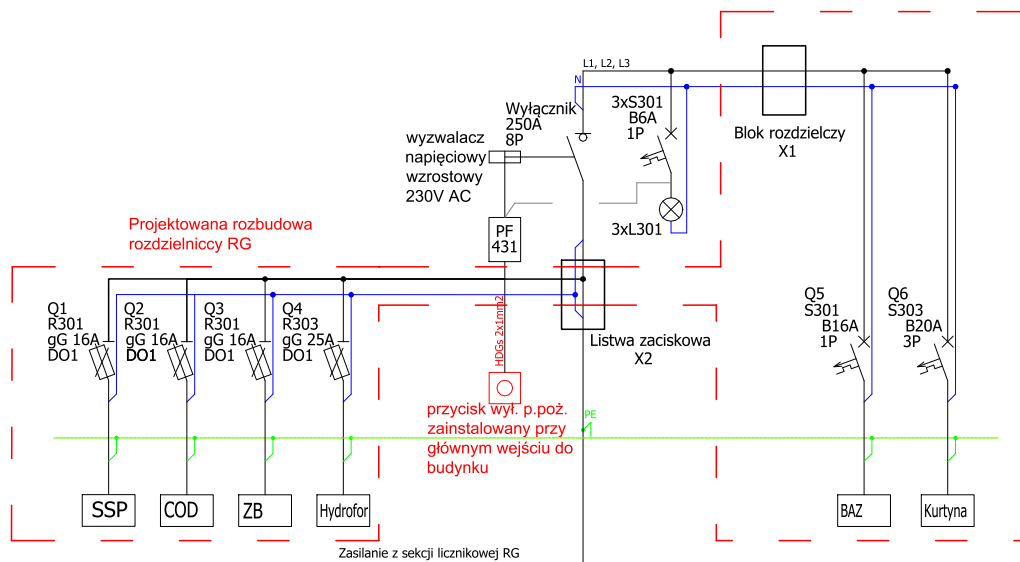 L1, L2, L3
N
Wyłącznik
250A
8P
3xS301
B6A
1P
Blok rozdzielczy
X1
wyzwalacz
napięciowy
wzrostowy
230V AC
PF
431
3xL301
Projektowana rozbudowa
rozdzielniccy RG
Q1
R301
gG 16A
DO1
Q2
R301
gG 16A
DO1
Q3
R301
gG 16A
DO1
Q4
R303
gG 25A
DO1
HDGs 2x1mm2
Listwa zaciskowa
X2
Q5
S301
B16A
1P
Q6
S303
B20A
3P
przycisk wył. p.poż.
zainstalowany przy
głównym wejściu do
budynku
PE
SSP
COD
ZB
Hydrofor
BAZ
Kurtyna
Zasilanie z sekcji licznikowej RG